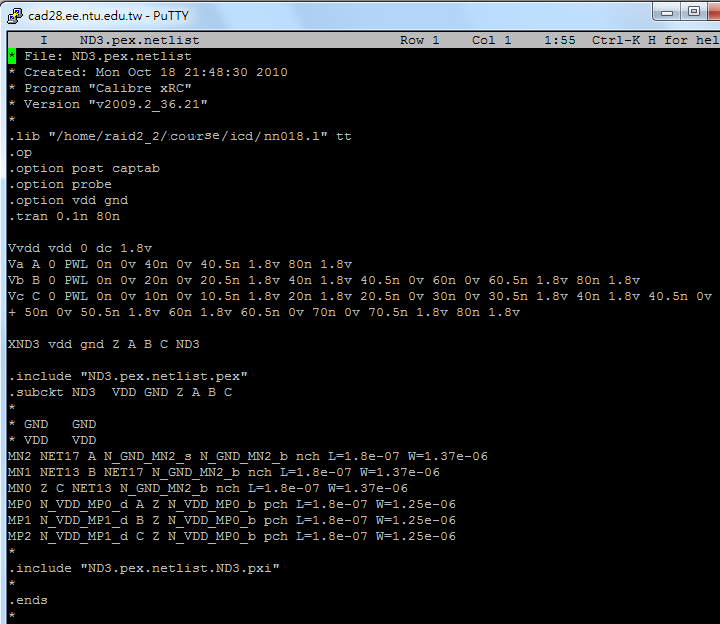 cad28.ee.ntu.edu.tw - PuTTY
I ND3.pex.netlist Row 1 Col 1 1:55 Ctrl-K H for hel
* File: ND3.pex.netlist
* Created: Mon Oct 18 21:48:30 2010
* Program "Calibre xRC"
* Version "v2009.2_36.21"
*
.lib "/home/raid2_2/course/icd/nn018.l" tt
.op
.option post captab
.option probe
.option vdd gnd
.tran 0.1n 80n
Vvdd vdd 0 dc 1.8v
Va A 0 PWL 0n 0v 40n 0v 40.5n 1.8v 80n 1.8v
Vb B 0 PWL 0n 0v 20n 0v 20.5n 1.8v 40n 1.8v 40.5n 0v 60n 0v 60.5n 1.8v 80n 1.8v
Vc C 0 PWL 0n 0v 10n 0v 10.5n 1.8v 20n 1.8v 20.5n 0v 30n 0v 30.5n 1.8v 40n 1.8v 40.5n 0v
+ 50n 0v 50.5n 1.8v 60n 1.8v 60.5n 0v 70n 0v 70.5n 1.8v 80n 1.8v
XND3 vdd gnd Z A B C ND3
.include "ND3.pex.netlist.pex"
.subckt ND3  VDD GND Z A B C
*
* GND   GND
* VDD   VDD
MN2 NET17 A N_GND_MN2_s N_GND_MN2_b nch L=1.8e-07 W=1.37e-06
MN1 NET13 B NET17 N_GND_MN2_b nch L=1.8e-07 W=1.37e-06
MN0 Z C NET13 N_GND_MN2_b nch L=1.8e-07 W=1.37e-06
MP0 N_VDD_MP0_d A Z N_VDD_MP0_b pch L=1.8e-07 W=1.25e-06
MP1 N_VDD_MP1_d B Z N_VDD_MP0_b pch L=1.8e-07 W=1.25e-06
MP2 N_VDD_MP1_d C Z N_VDD_MP0_b pch L=1.8e-07 W=1.25e-06
*
.include "ND3.pex.netlist.ND3.pxi"
*
.ends
*